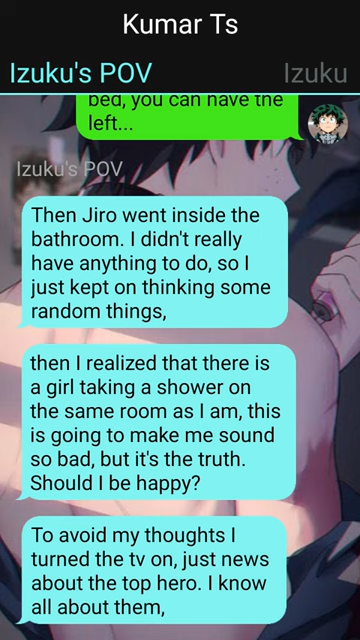 Kumar Ts
Izuku's POV
Izuku
bed, you can have the
left...
Izuku's POV
Then Jiro went inside the
bathroom. I didn't really
have anything to do, so I
just kept on thinking some
random things,
then I realized that there is
a girl taking a shower on
the same room as I am, this
is going to make me sound
so bad, but it's the truth.
Should I be happy?
To avoid my thoughts I
turned the tv on, just news
about the top hero. I know
all about them,